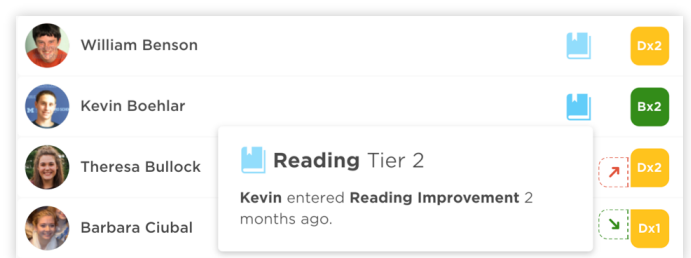 William Benson
Dx2
Kevin Boehlar
Bx2
Reading Tier 2
Kevin entered Reading Improvement 2
months ago.
Theresa Bullock
Dx2
Barbara Ciubal
Dx1